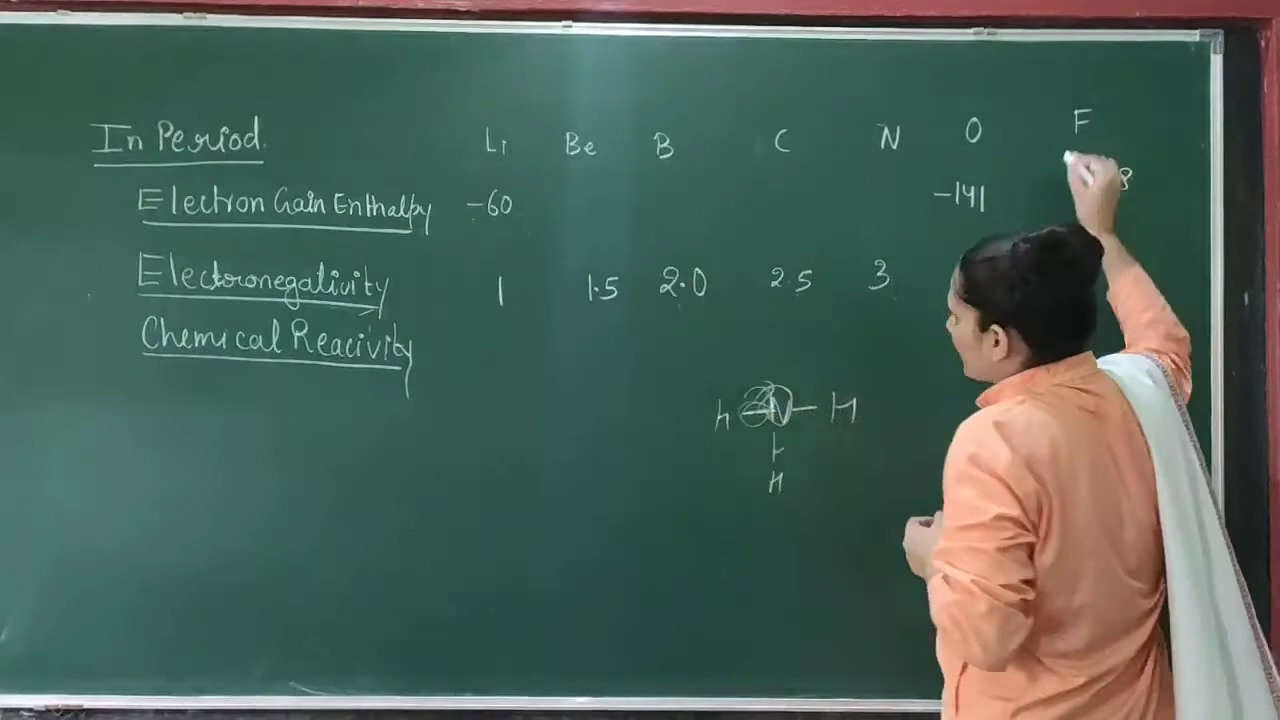 In Period. Li Be B C N O F
Electron Gain Enthalpy -60 -141 8
Electronegativity 1 1.5 2.0 2.5 3
Chemical Reacivity
H N - H
H